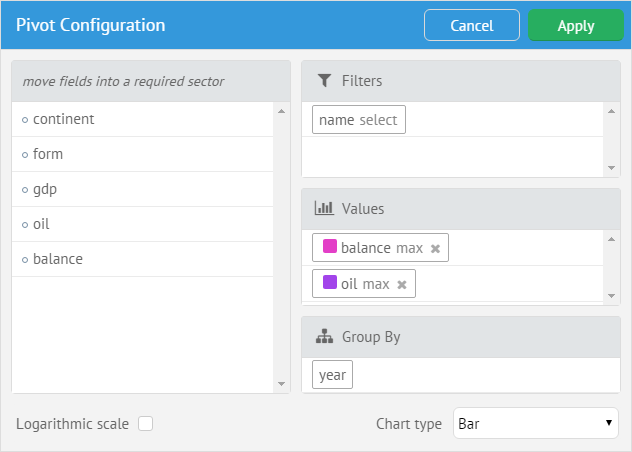 Pivot Configuration
Cancel
Apply
move fields into a required sector
continent
form
gdp
oil
balance
Filters
name select
Values
balance max
oil max
Group By
year
Logarithmic scale
Chart type
Bar